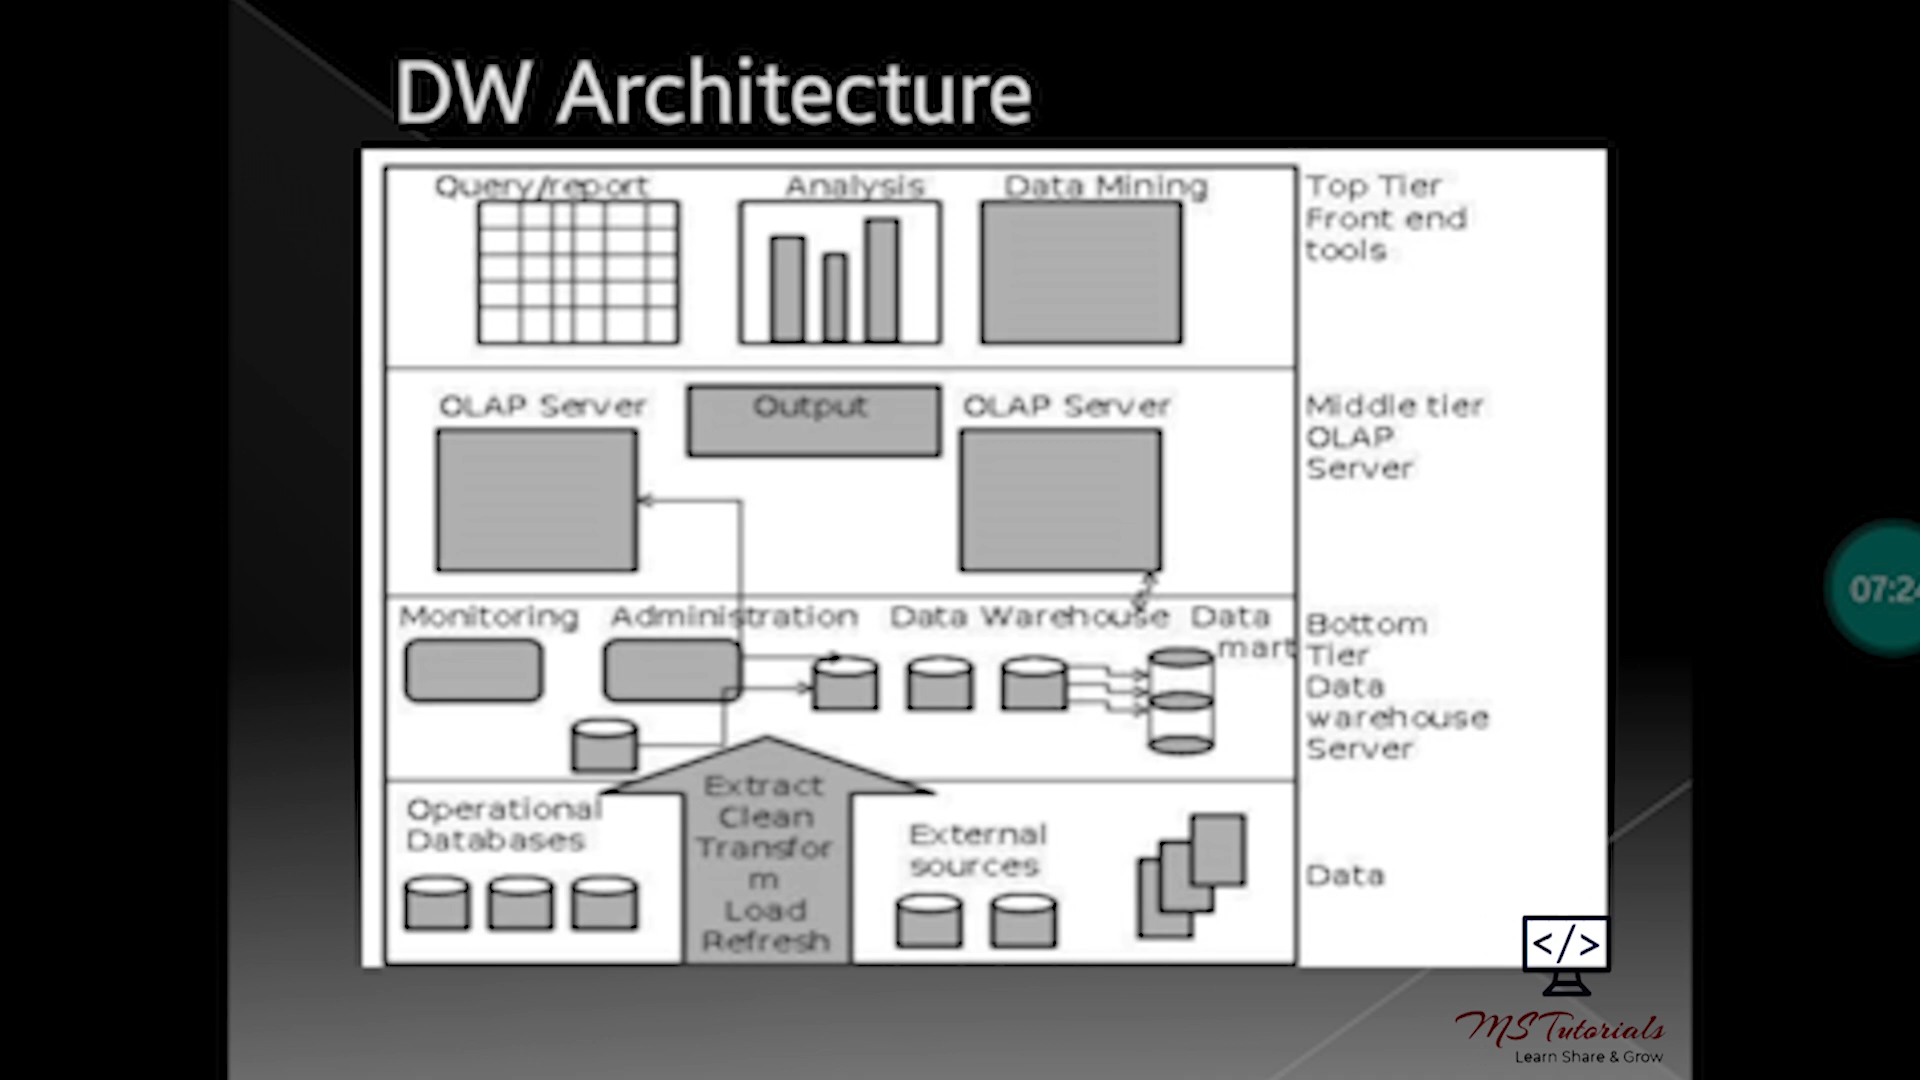 DW Architecture
Query/report
Analysis
Data Mining
Top Tier
Front end
tools
OLAP Server
Output
OLAP Server
Middle tier
OLAP
Server
Monitoring
Administration
Data Warehouse
Data
mart
Bottom
Tier
Data
warehouse
Server
Operational
Databases
Extract
Clean
Transfor
m
Load
Refresh
External
sources
Data
</>
MS Tutorials
Learn Share & Grow